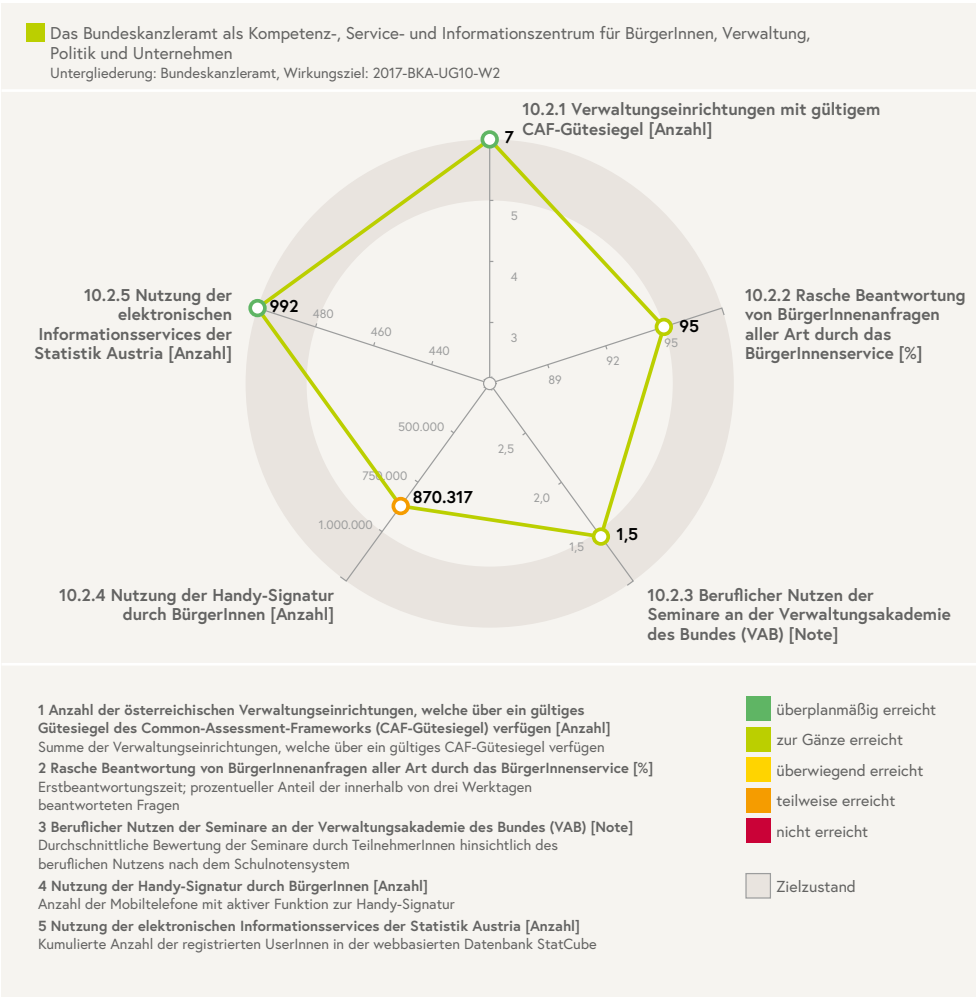 Das Bundeskanzleramt als Kompetenz-, Service- und Informationszentrum für BürgerInnen, Verwaltung,
Politik und Unternehmen
Untergliederung: Bundeskanzleramt, Wirkungsziel: 2017-BKA-UG10-W2
10.2.1 Verwaltungseinrichtungen mit gültigem
CAF-Gütesiegel [Anzahl]
7
5
4
3
10.2.2 Rasche Beantwortung
von BürgerInnenanfragen
aller Art durch das
BürgerInnenservice [%]
95
95
92
89
10.2.3 Beruflicher Nutzen der
Seminare an der Verwaltungsakademie
des Bundes (VAB) [Note]
2,5
2,0
1,5
1,5
10.2.4 Nutzung der Handy-Signatur
durch BürgerInnen [Anzahl]
500.000
750.000
870.317
1.000.000
10.2.5 Nutzung der
elektronischen
Informationsservices der
Statistik Austria [Anzahl]
992
480
460
440
1 Anzahl der österreichischen Verwaltungseinrichtungen, welche über ein gültiges
Gütesiegel des Common-Assessment-Frameworks (CAF-Gütesiegel) verfügen [Anzahl]
Summe der Verwaltungseinrichtungen, welche über ein gültiges CAF-Gütesiegel verfügen
2 Rasche Beantwortung von BürgerInnenanfragen aller Art durch das BürgerInnenservice [%]
Erstbeantwortungszeit; prozentueller Anteil der innerhalb von drei Werktagen
beantworteten Fragen
3 Beruflicher Nutzen der Seminare an der Verwaltungsakademie des Bundes (VAB) [Note]
Durchschnittliche Bewertung der Seminare durch TeilnehmerInnen hinsichtlich des
beruflichen Nutzens nach dem Schulnotensystem
4 Nutzung der Handy-Signatur durch BürgerInnen [Anzahl]
Anzahl der Mobiltelefone mit aktiver Funktion zur Handy-Signatur
5 Nutzung der elektronischen Informationsservices der Statistik Austria [Anzahl]
Kumulierte Anzahl der registrierten UserInnen in der webbasierten Datenbank StatCube
überplanmäßig erreicht
zur Gänze erreicht
überwiegend erreicht
teilweise erreicht
nicht erreicht
Zielzustand